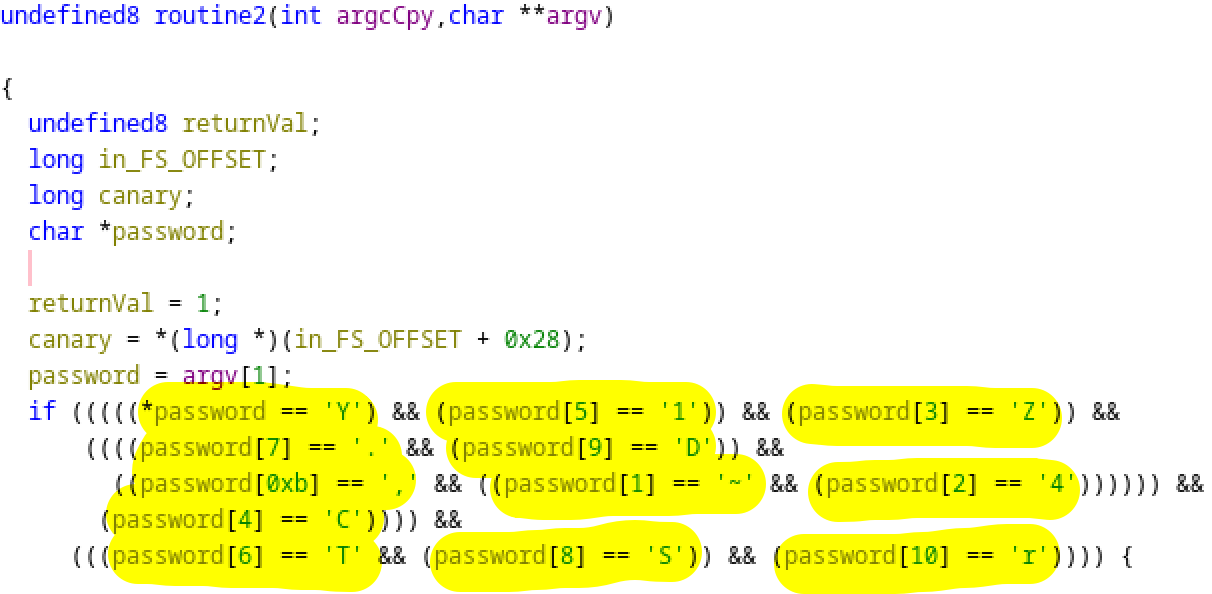 undefined8 routine2(int argcCpy,char **argv)
{
undefined8 returnVal;
long in_FS_OFFSET;
long canary;
char *password;
returnVal = 1;
canary = *(long *)(in_FS_OFFSET + 0x28);
password = argv[1];
if (((((*password == 'Y') && (password[5] == '1')) && (password[3] == 'Z')) &&
((((password[7] == '.' && (password[9] == 'D')) &&
((password[0xb] == ',' && ((password[1] == '~' && (password[2] == '4')))))) &&
(password[4] == 'C')))) &&
(((password[6] == 'T' && (password[8] == 'S')) && (password[10] == 'r')))) {